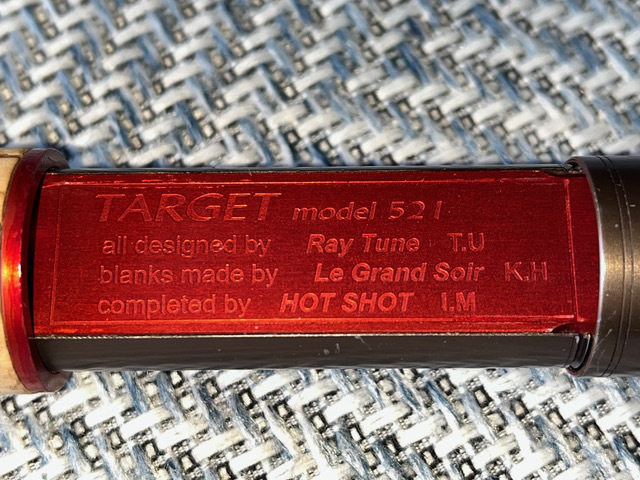 TARGET model 521
all designed by Ray Tune T.U
blanks made by Le Grand Soir K.H
completed by HOT SHOT I.M